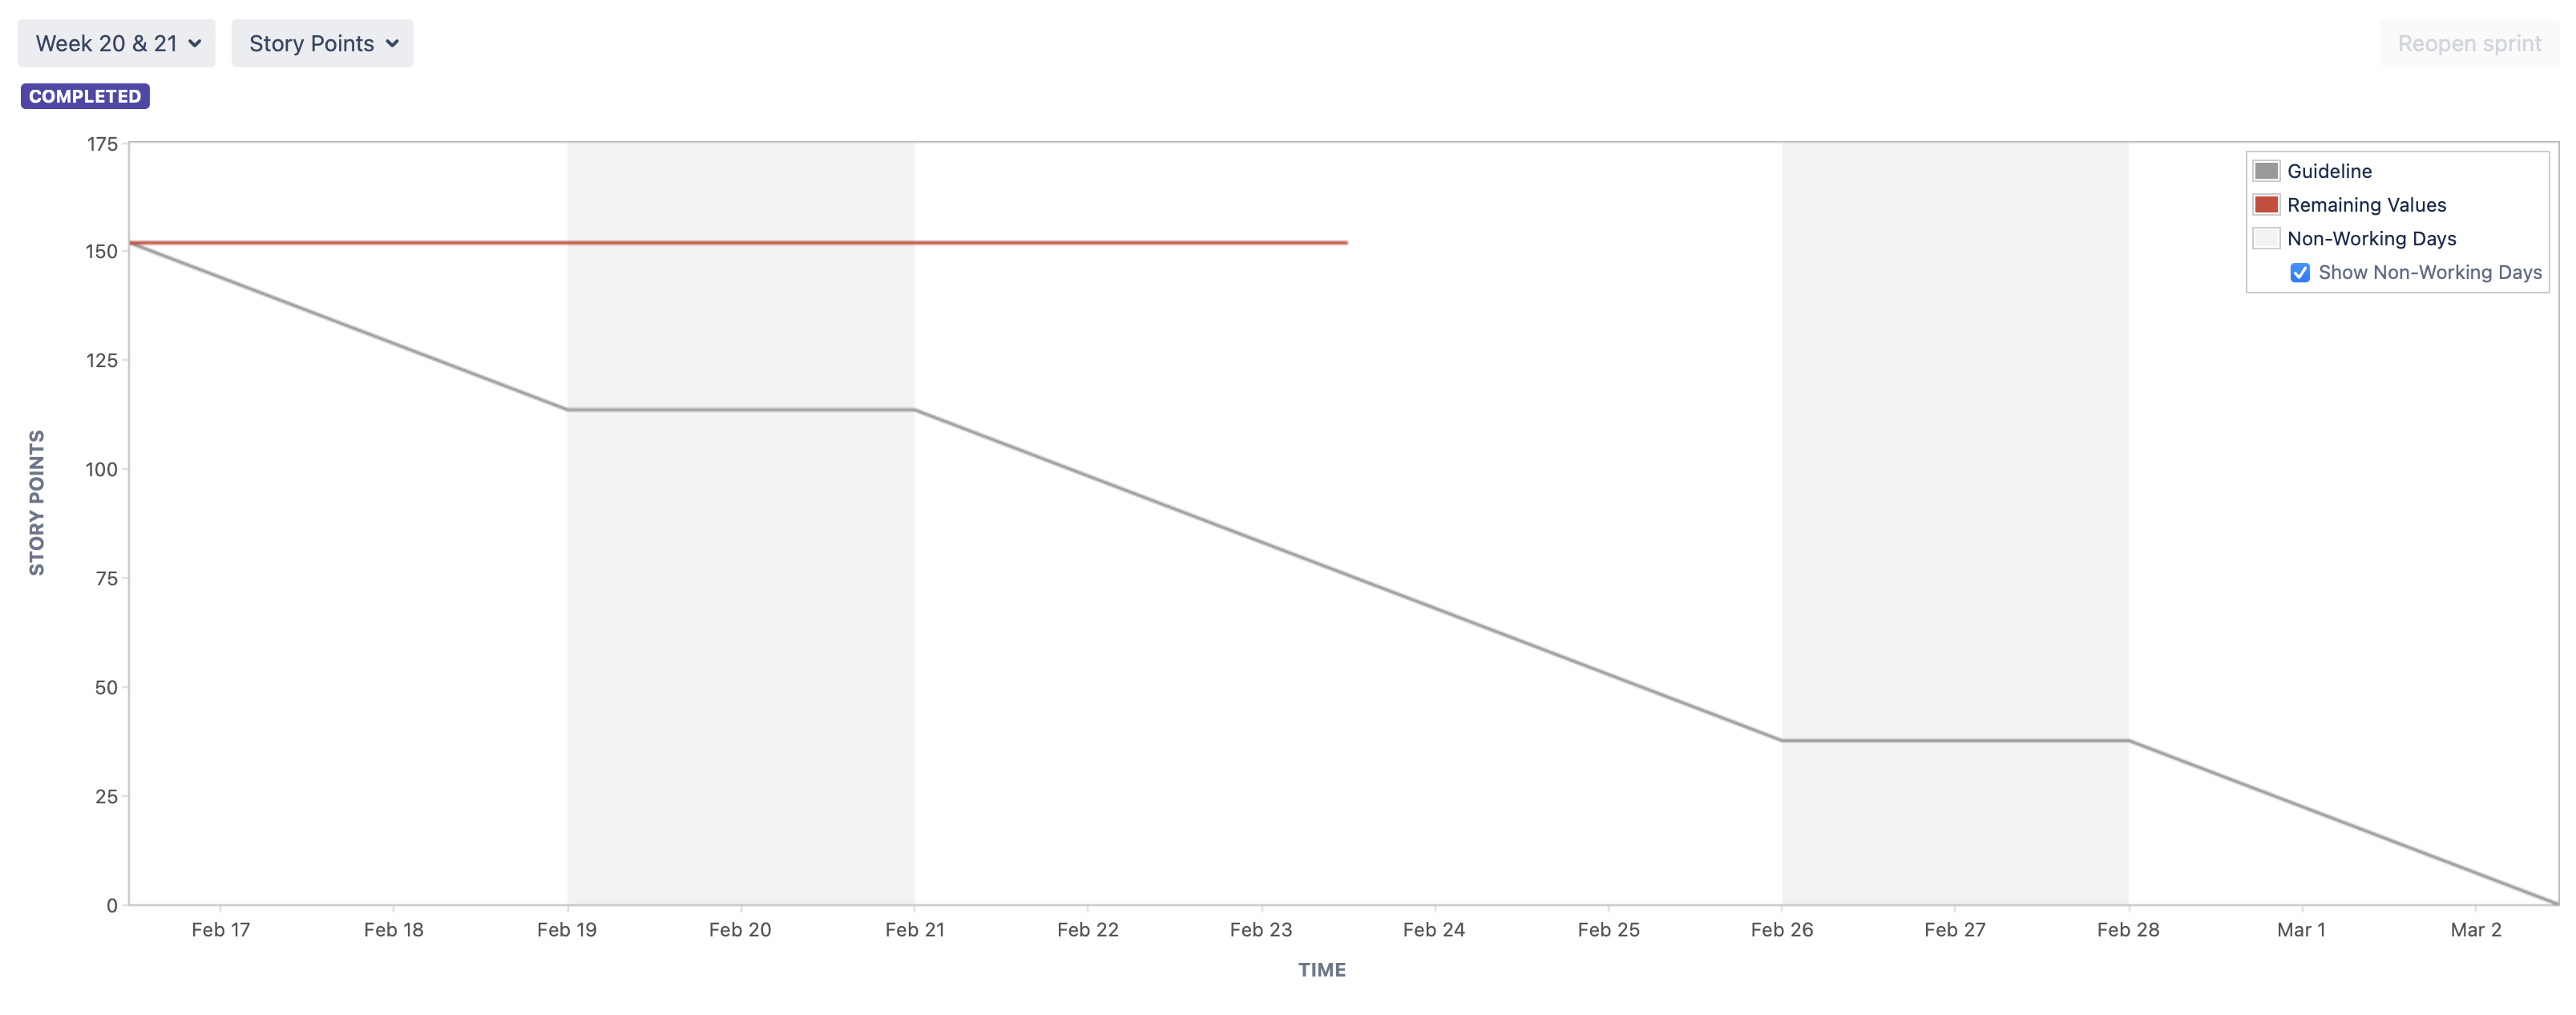 Week 20 & 21 Story Points Reopen sprint
COMPLETED
175
150
125
100
75
50
25
0
STORY POINTS
Guideline
Remaining Values
Non-Working Days
Show Non-Working Days
Feb 17 Feb 18 Feb 19 Feb 20 Feb 21 Feb 22 Feb 23 Feb 24 Feb 25 Feb 26 Feb 27 Feb 28 Mar 1 Mar 2
TIME